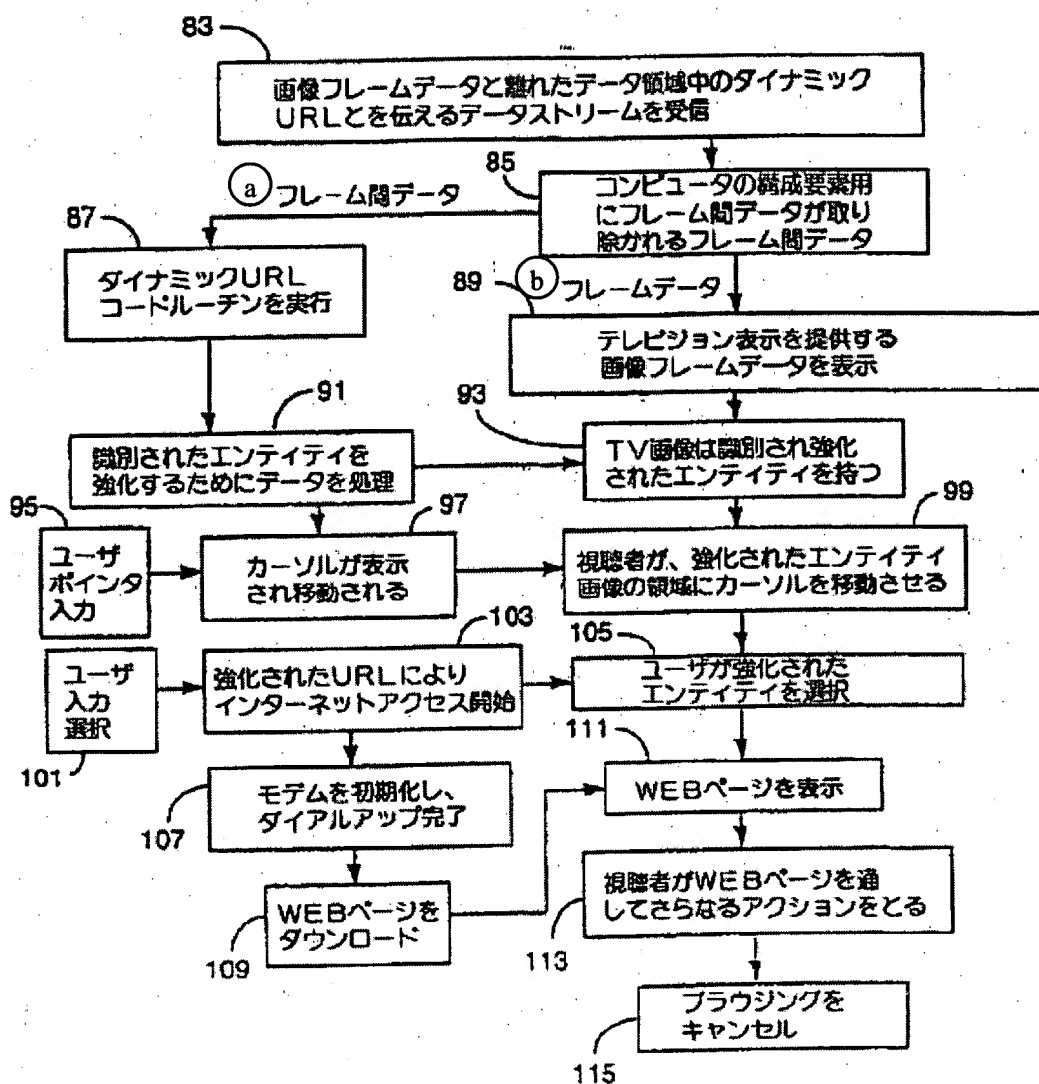 83
画像フレームデータと離れたデータ領域中のダイナミック
URLとを伝えるデータストリームを受信
85
コンピュータの構成要素用
にフレーム間データが取り
除かれるフレーム間データ
a フレーム間データ
87
ダイナミックURL
コードルーチンを実行
89
b フレームデータ
テレビジョン表示を提供する
画像フレームデータを表示
91
識別されたエンティティを
強化するためにデータを処理
93
TV画像は識別され強化
されたエンティティを持つ
95
ユーザ
ポインタ
入力
97
カーソルが表示
され移動される
99
視聴者が、強化されたエンティティ
画像の領域にカーソルを移動させる
101
ユーザ
入力
選択
103
強化されたURLにより
インターネットアクセス開始
105
ユーザが強化された
エンティティを選択
107
モデムを初期化し、
ダイアルアップ完了
111
WEBページを表示
109
WEBページを
ダウンロード
113
視聴者がWEBページを通
してさらなるアクションをとる
115
ブラウジングを
キャンセル